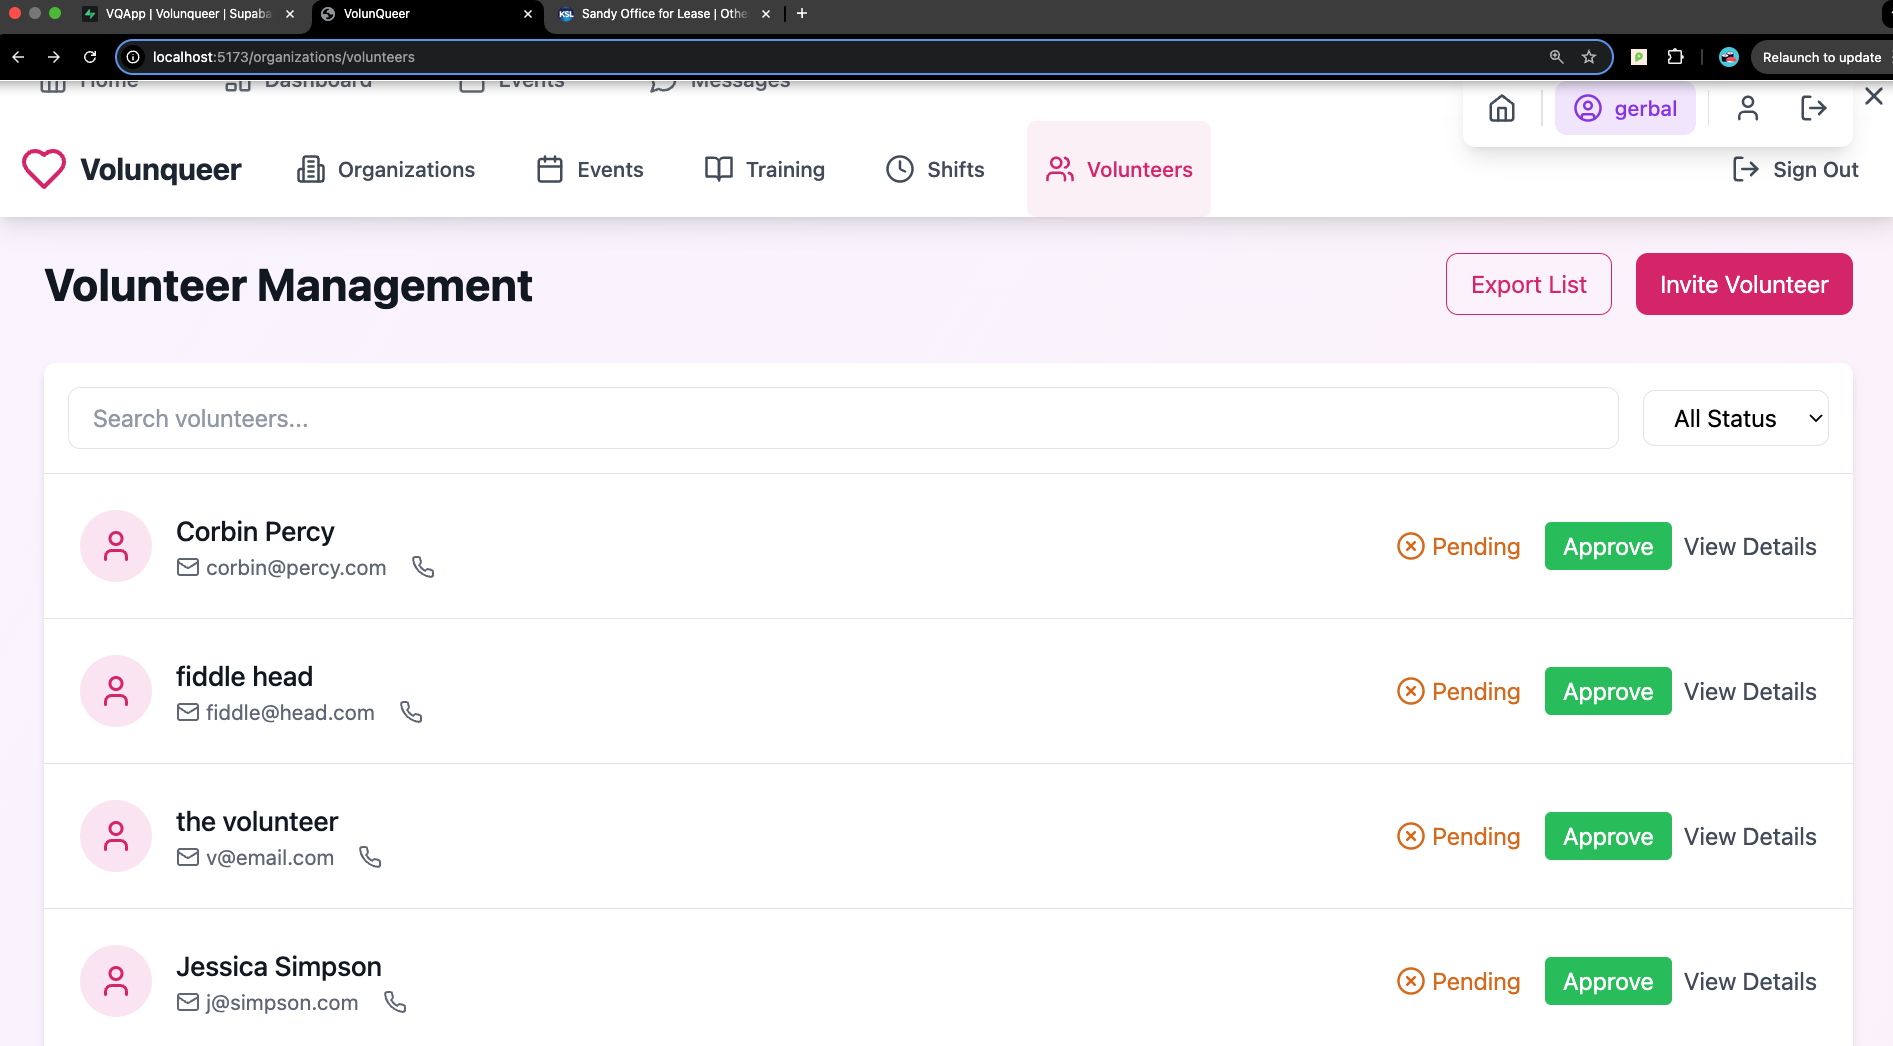 VQApp | Volunqueer | Supaba
VolunQueer
KSL Sandy Office for Lease | Othe
localhost:5173/organizations/volunteers
Relaunch to update
Home Dashboard Events Messages
gerbal
Volunqueer Organizations Events Training Shifts Volunteers Sign Out
Volunteer Management
Export List Invite Volunteer
Search volunteers... All Status
Corbin Percy
corbin@percy.com
Pending Approve View Details
fiddle head
fiddle@head.com
Pending Approve View Details
the volunteer
v@email.com
Pending Approve View Details
Jessica Simpson
j@simpson.com
Pending Approve View Details